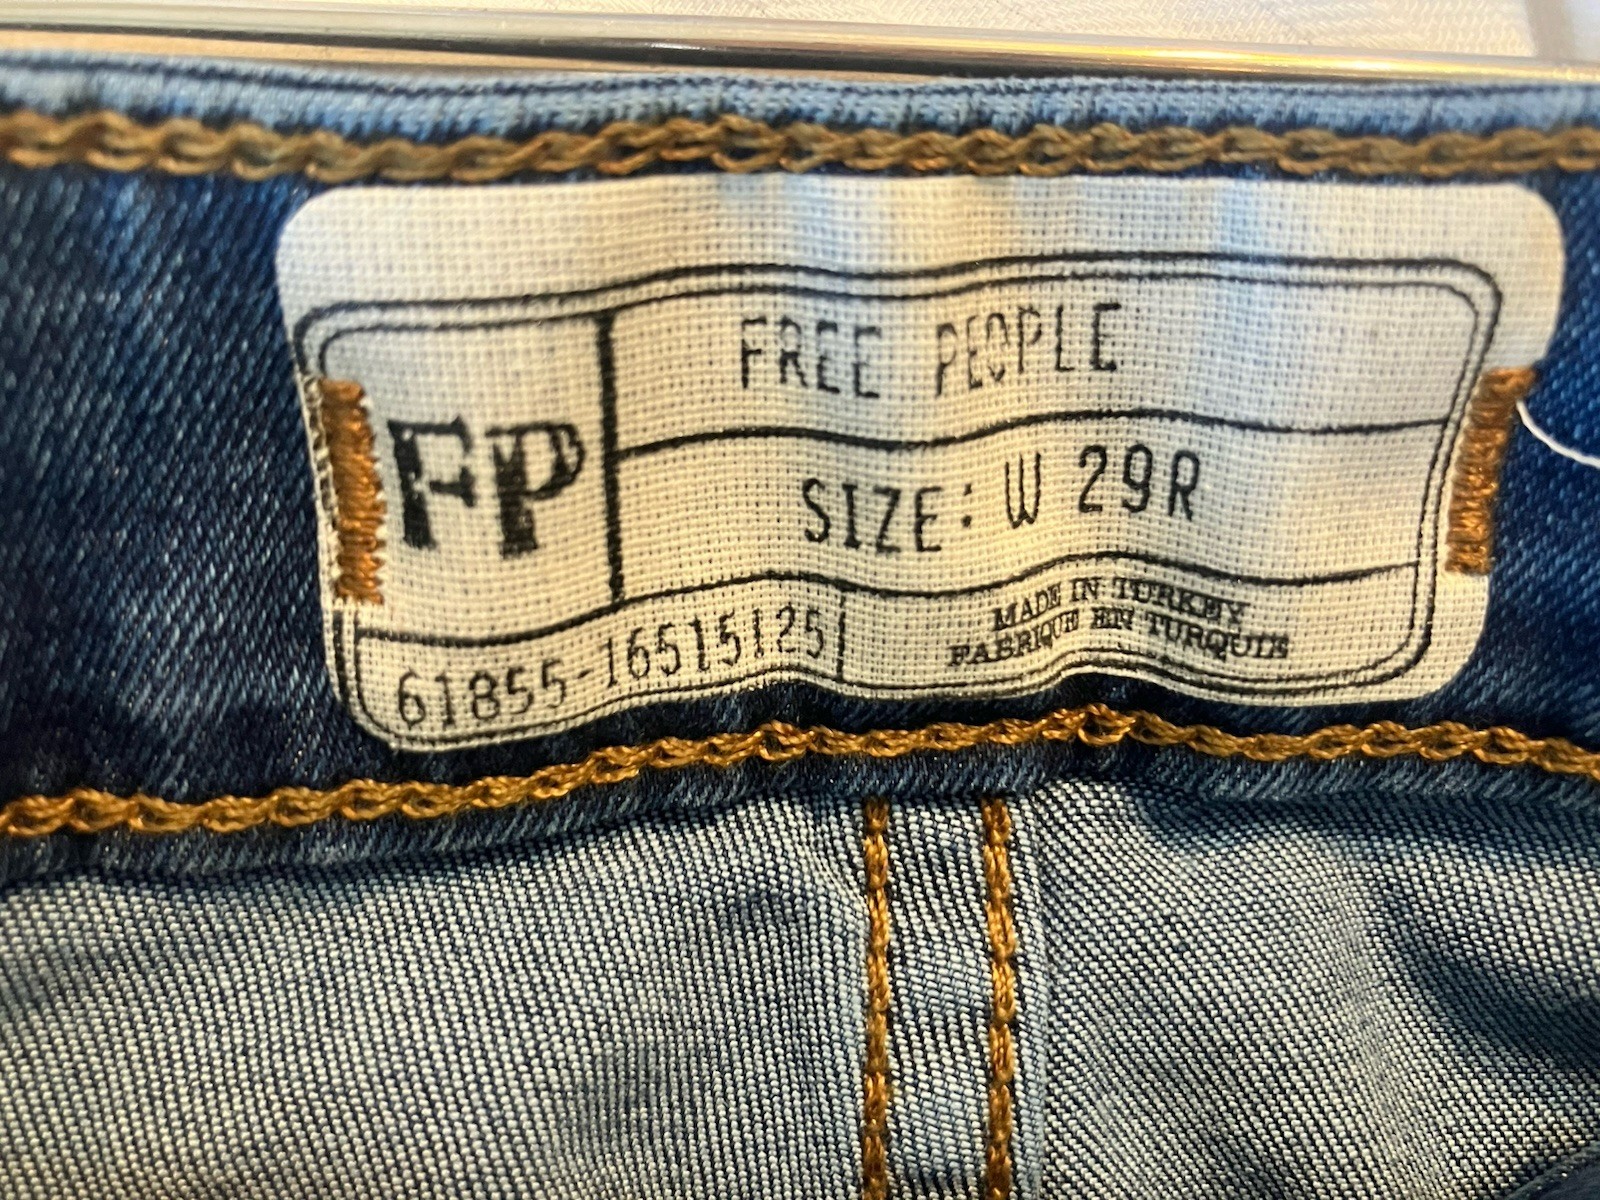 FREE PEOPLE
FP
SIZE: W 29R
61855-16515125
MADE IN TURKEY
FABRIQUE EN TURQUIE